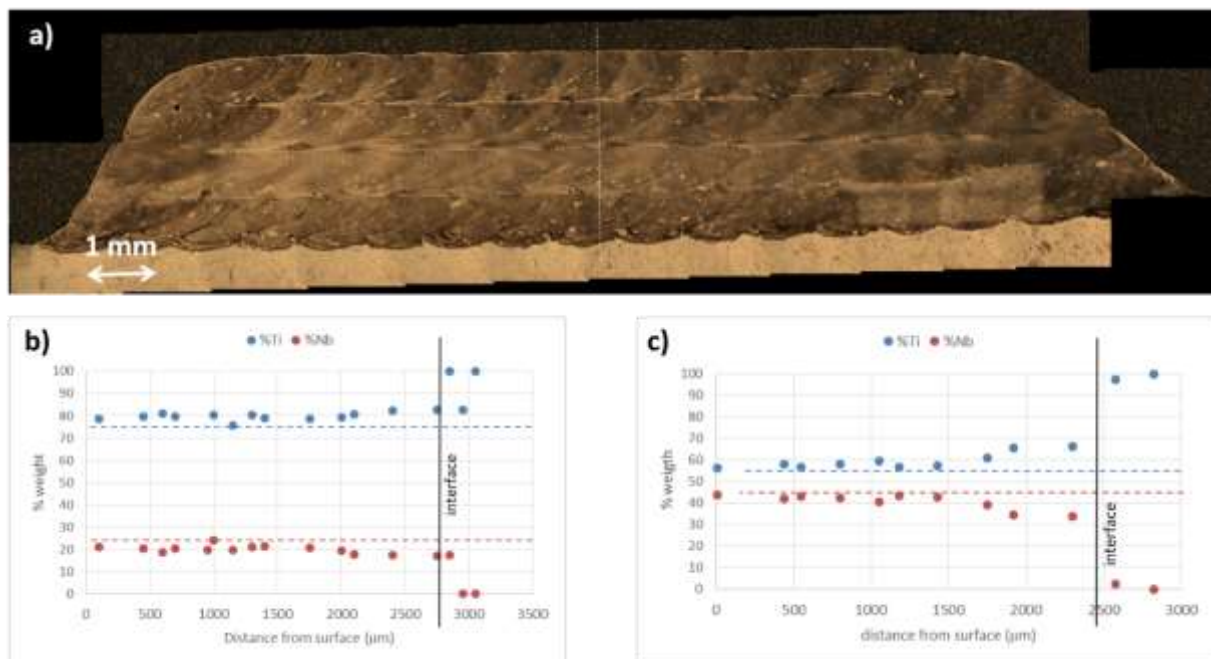 a)
1 mm
b)
%Ti %Nb
100
90
80
70
60
50
40
30
20
10
0
% weight
interface
0 500 1000 1500 2000 2500 3000 3500
Distance from surface (µm)
c)
%Ti %Nb
100
90
80
70
60
50
40
30
20
10
0
% weigth
interface
0 500 1000 1500 2000 2500 3000
distance from surface (µm)